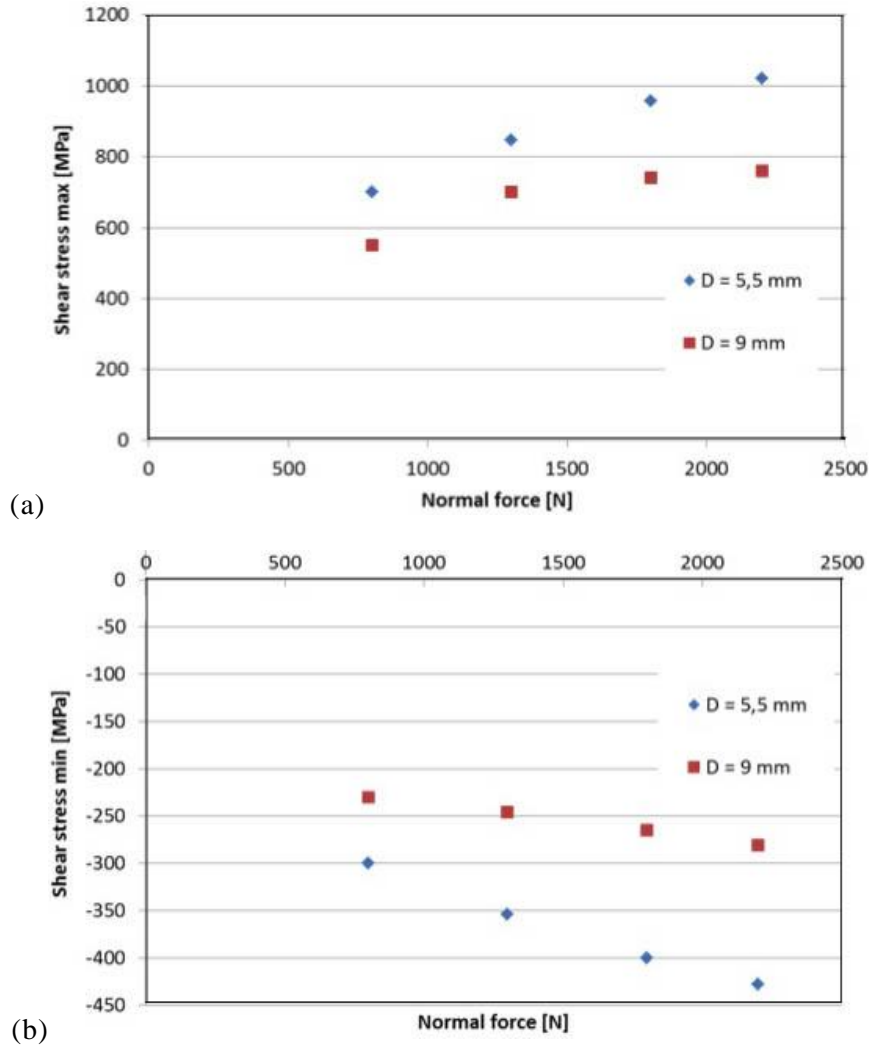 1200
1000
800
600
400
200
0
Shear stress max [MPa]
D = 5,5 mm
D = 9 mm
0 500 1000 1500 2000 2500
Normal force [N]
(a)
0 500 1000 1500 2000 2500
0
-50
-100
-150
-200
-250
-300
-350
-400
-450
Shear stress min [MPa]
D = 5,5 mm
D = 9 mm
Normal force [N]
(b)